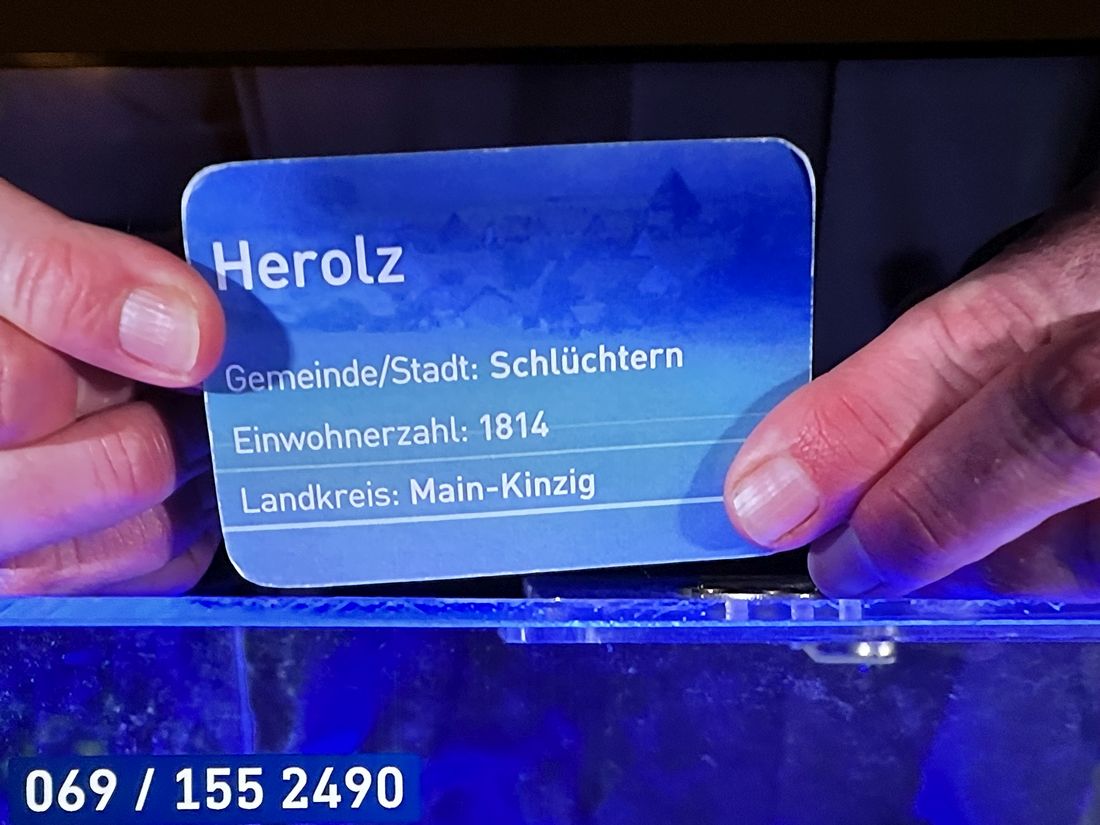 Herolz
Gemeinde/Stadt: Schlüchtern
Einwohnerzahl: 1814
Landkreis: Main-Kinzig
069 / 155 2490